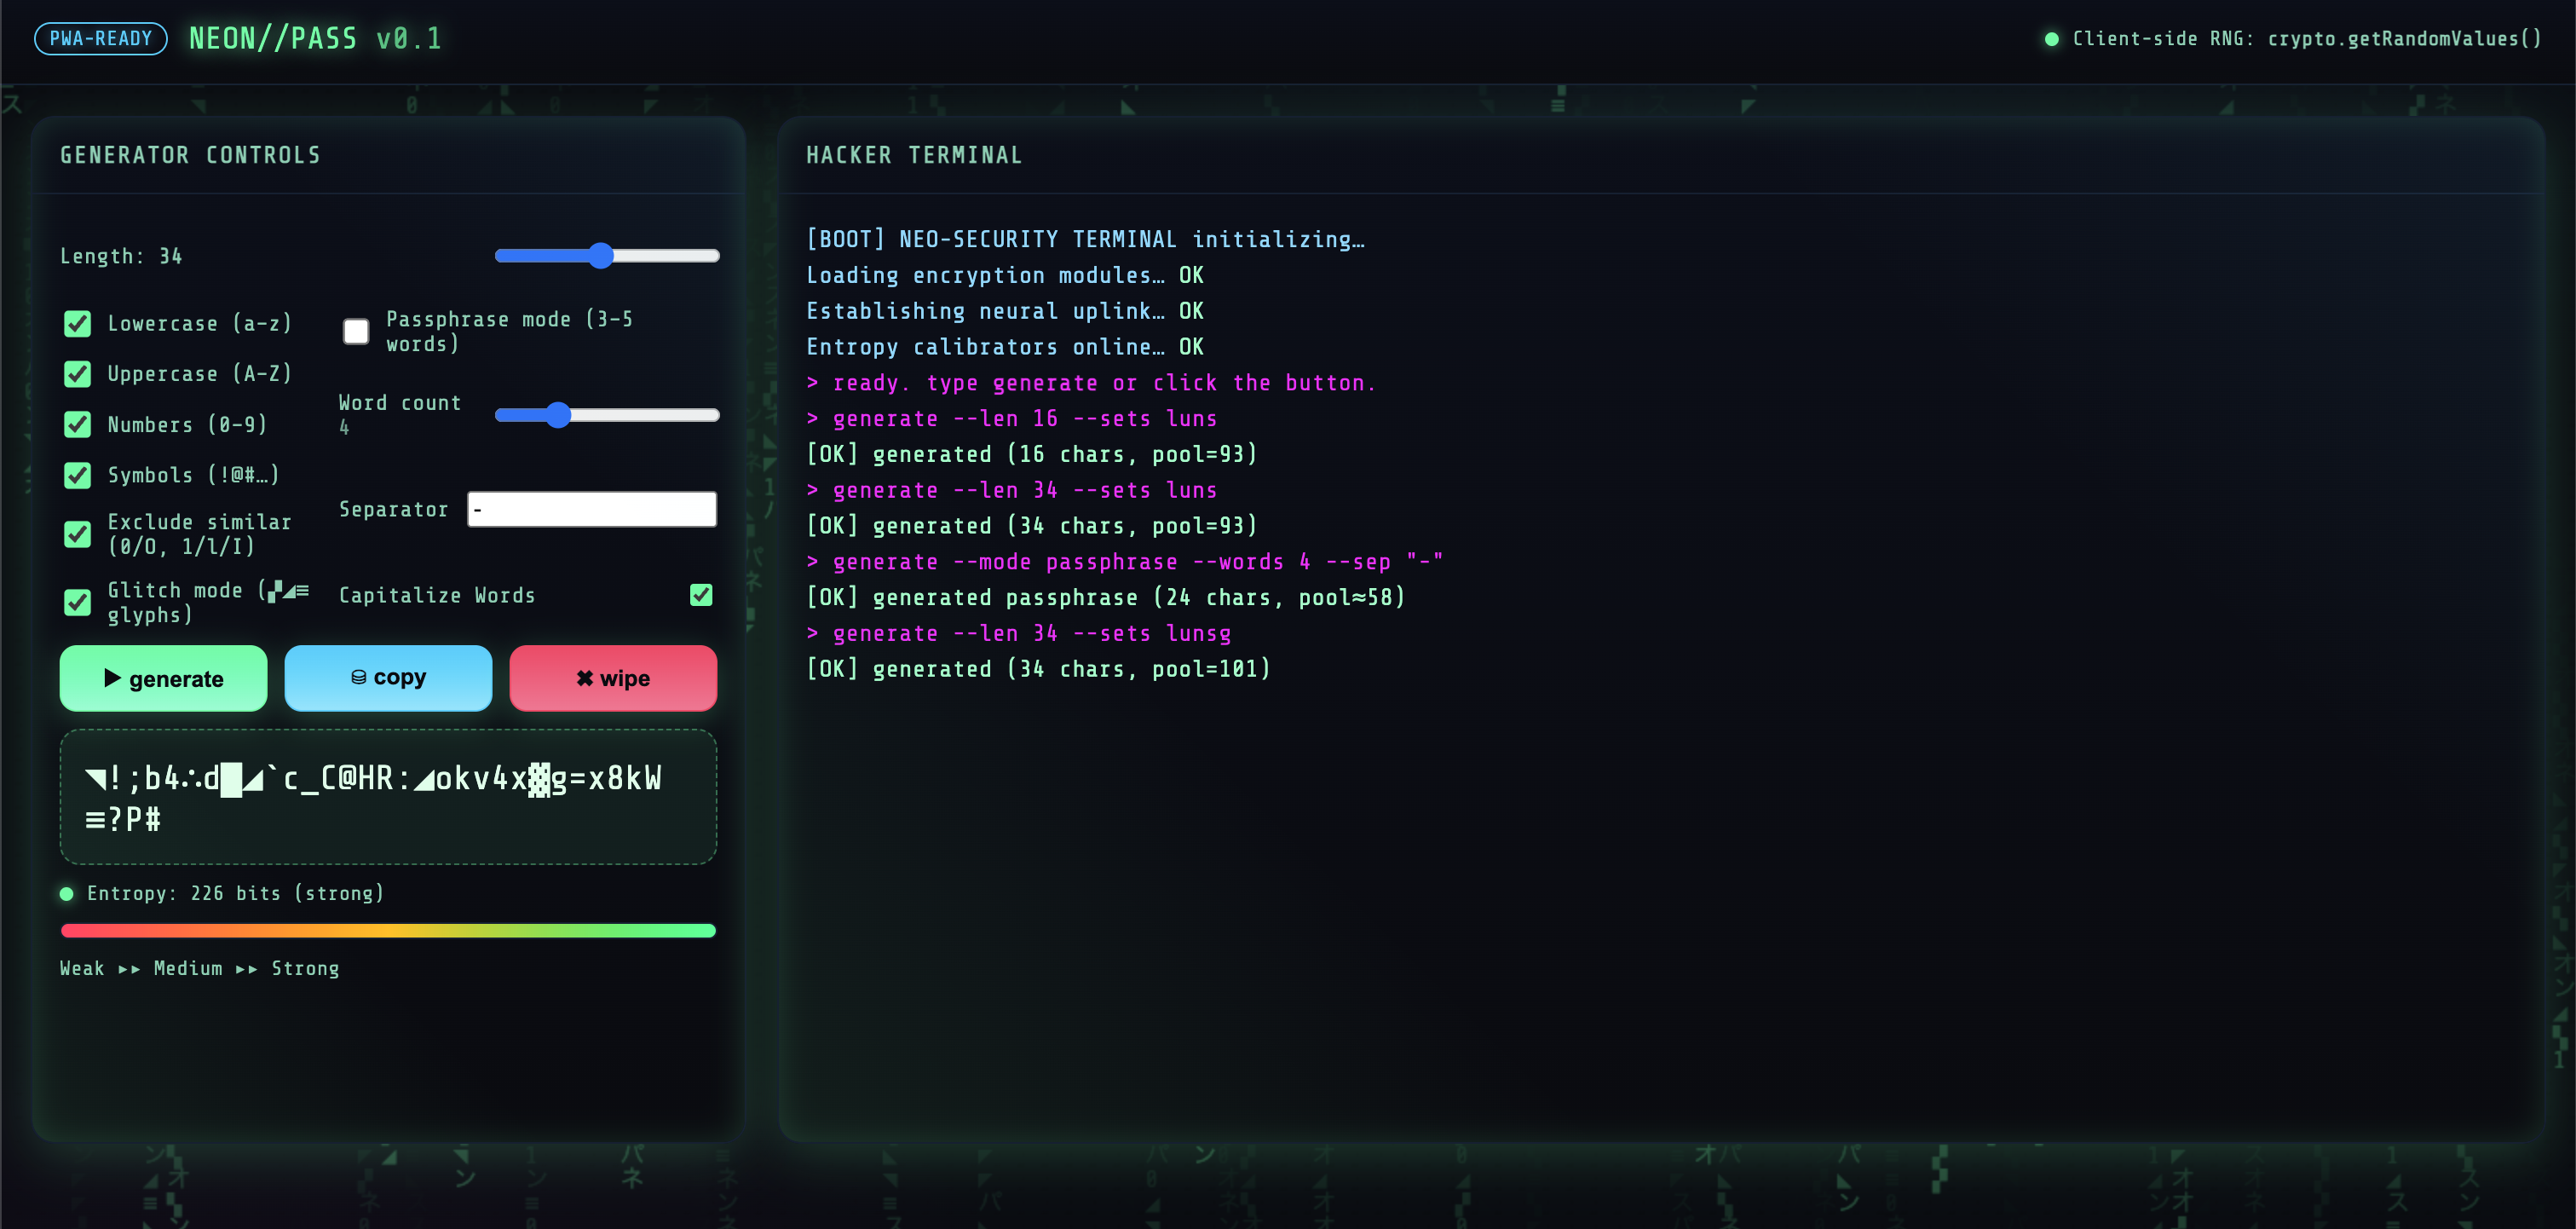 PWA-READY NEON//PASS v0.1
Client-side RNG: crypto.getRandomValues()
GENERATOR CONTROLS
Length: 34
Lowercase (a-z)
Uppercase (A-Z)
Numbers (0-9)
Symbols (!@#…)
Exclude similar
(0/O, 1/l/I)
Glitch mode (▞◢≡
glyphs)
Passphrase mode (3-5
words)
Word count
4
Separator -
Capitalize Words
▶ generate
⛁ copy
✖ wipe
◥!;b4∴d█◢`c_C@HR:◢okv4x▓g=x8kW
≡?P#
Entropy: 226 bits (strong)
Weak ▸▸ Medium ▸▸ Strong
HACKER TERMINAL
[BOOT] NEO-SECURITY TERMINAL initializing…
Loading encryption modules… OK
Establishing neural uplink… OK
Entropy calibrators online… OK
> ready. type generate or click the button.
> generate --len 16 --sets luns
[OK] generated (16 chars, pool=93)
> generate --len 34 --sets luns
[OK] generated (34 chars, pool=93)
> generate --mode passphrase --words 4 --sep "-"
[OK] generated passphrase (24 chars, pool≈58)
> generate --len 34 --sets lunsg
[OK] generated (34 chars, pool=101)